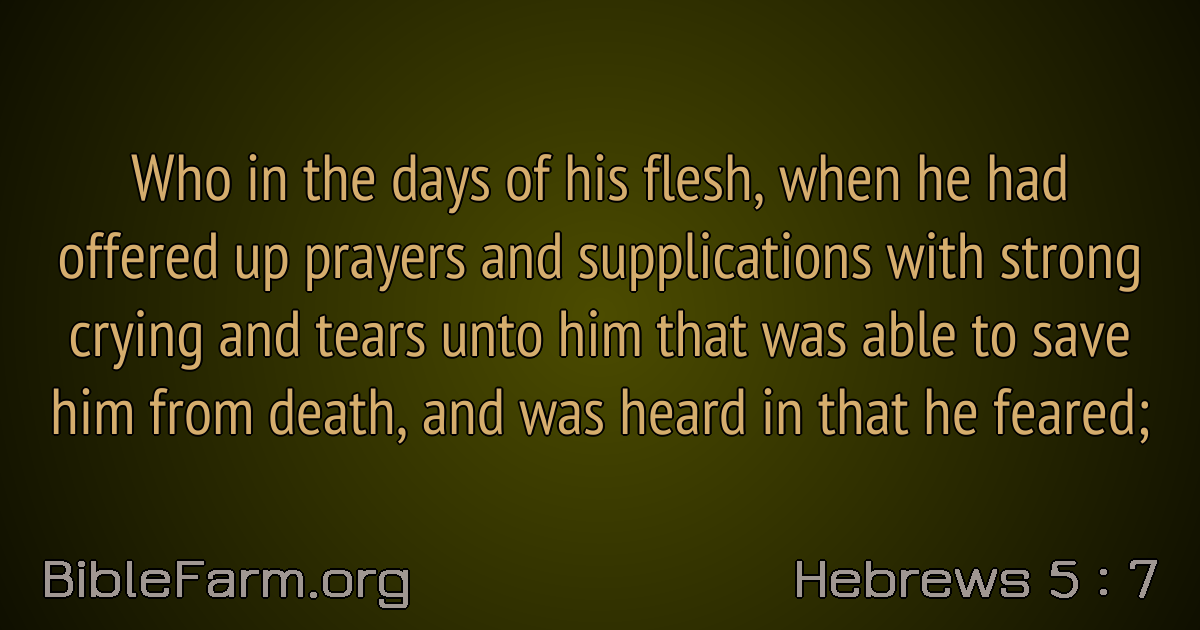 Who in the days of his flesh, when he had
offered up prayers and supplications with strong
crying and tears unto him that was able to save
him from death, and was heard in that he feared;
BibleFarm.org
Hebrews 5 : 7